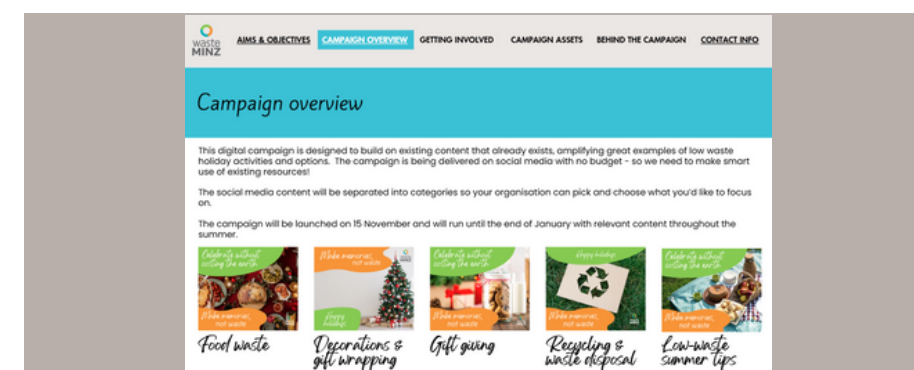 waste
MINZ
AIMS & OBJECTIVES CAMPAIGN OVERVIEW GETTING INVOLVED CAMPAIGN ASSETS BEHIND THE CAMPAIGN CONTACT INFO
Campaign overview
This digital campaign is designed to build on existing content that already exists, amplifying great examples of low waste
holiday activities and options. The campaign is being delivered on social media with no budget - so we need to make smart
use of existing resources!
The social media content will be separated into categories so your organisation can pick and choose what you'd like to focus
on.
The campaign will be launched on 15 November and will run until the end of January with relevant content throughout the
summer.
Celebrate without
costing the earth
Make memories,
not waste
Food waste
Make memories,
not waste
Happy
holidays
Decorations &
gift wrapping
Celebrate without
costing the earth
Make memories,
not waste
Gift giving
Happy holidays
Make memories,
not waste
Recycling &
waste disposal
Celebrate without
costing the earth
Make memories,
not waste
Low-waste
summer tips